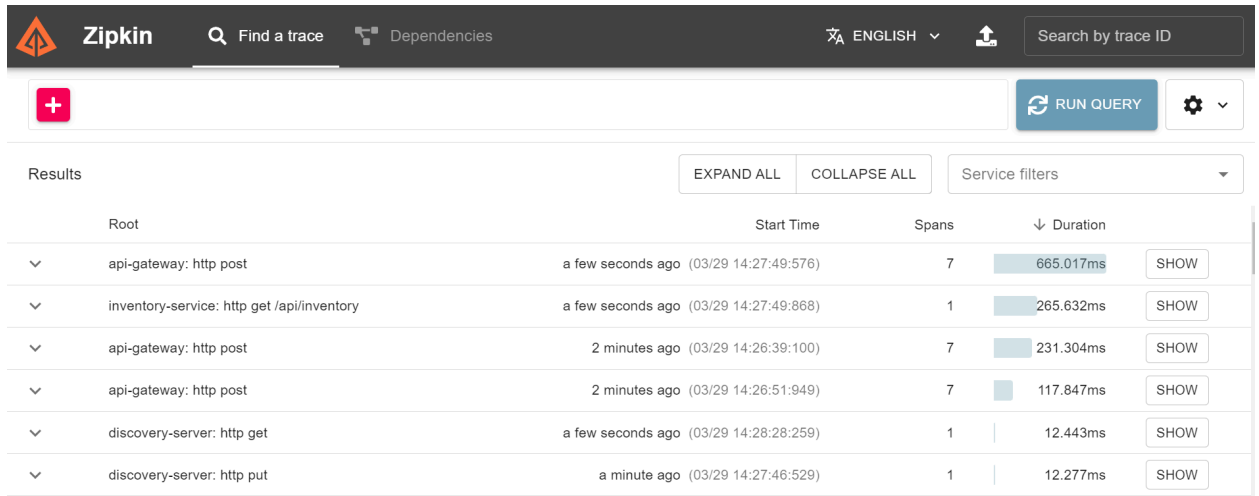 Zipkin Find a trace Dependencies ENGLISH Search by trace ID
RUN QUERY
Results EXPAND ALL COLLAPSE ALL Service filters
Root Start Time Spans Duration
api-gateway: http post a few seconds ago (03/29 14:27:49:576) 7 665.017ms SHOW
inventory-service: http get /api/inventory a few seconds ago (03/29 14:27:49:868) 1 265.632ms SHOW
api-gateway: http post 2 minutes ago (03/29 14:26:39:100) 7 231.304ms SHOW
api-gateway: http post 2 minutes ago (03/29 14:26:51:949) 7 117.847ms SHOW
discovery-server: http get a few seconds ago (03/29 14:28:28:259) 1 12.443ms SHOW
discovery-server: http put a minute ago (03/29 14:27:46:529) 1 12.277ms SHOW